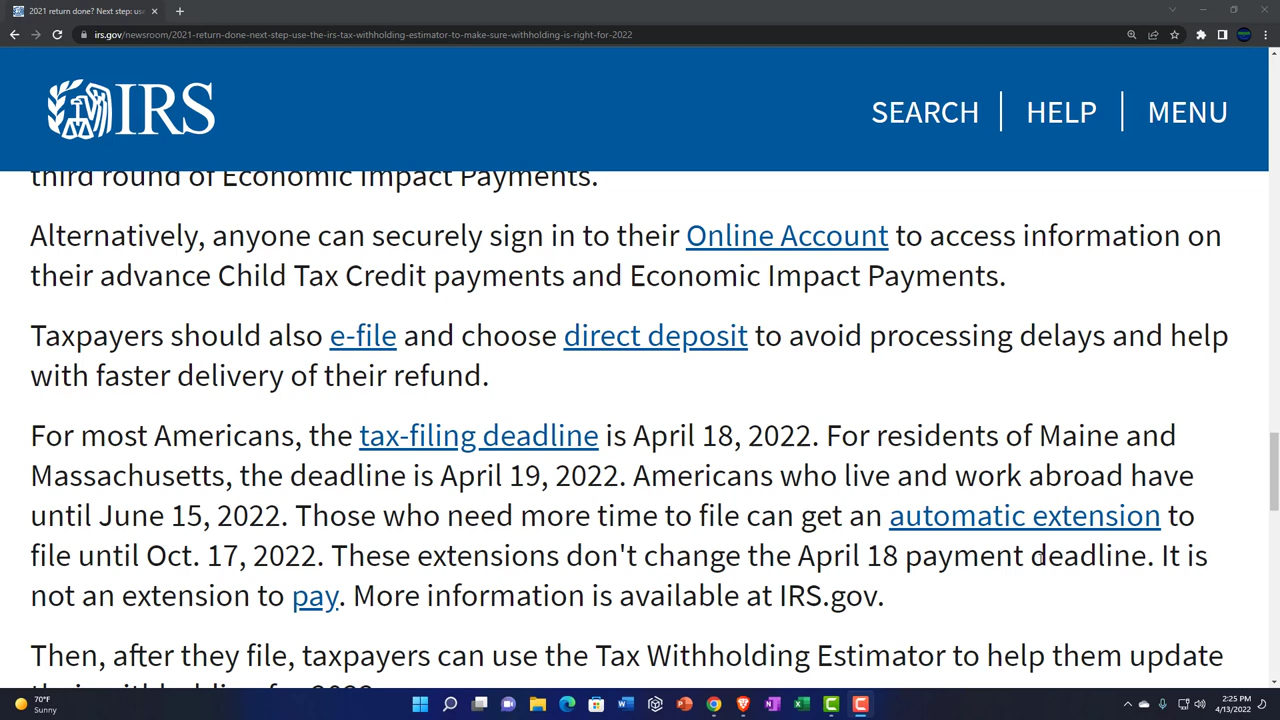 2021 return done? Next step: use
irs.gov/newsroom/2021-return-done-next-step-use-the-irs-tax-withholding-estimator-to-make-sure-withholding-is-right-for-2022
IRS
SEARCH HELP MENU
third round of Economic Impact Payments.
Alternatively, anyone can securely sign in to their Online Account to access information on
their advance Child Tax Credit payments and Economic Impact Payments.
Taxpayers should also e-file and choose direct deposit to avoid processing delays and help
with faster delivery of their refund.
For most Americans, the tax-filing deadline is April 18, 2022. For residents of Maine and
Massachusetts, the deadline is April 19, 2022. Americans who live and work abroad have
until June 15, 2022. Those who need more time to file can get an automatic extension to
file until Oct. 17, 2022. These extensions don't change the April 18 payment deadline. It is
not an extension to pay. More information is available at IRS.gov.
Then, after they file, taxpayers can use the Tax Withholding Estimator to help them update
their withholding for 2022
70°F
Sunny
2:25 PM
4/13/2022